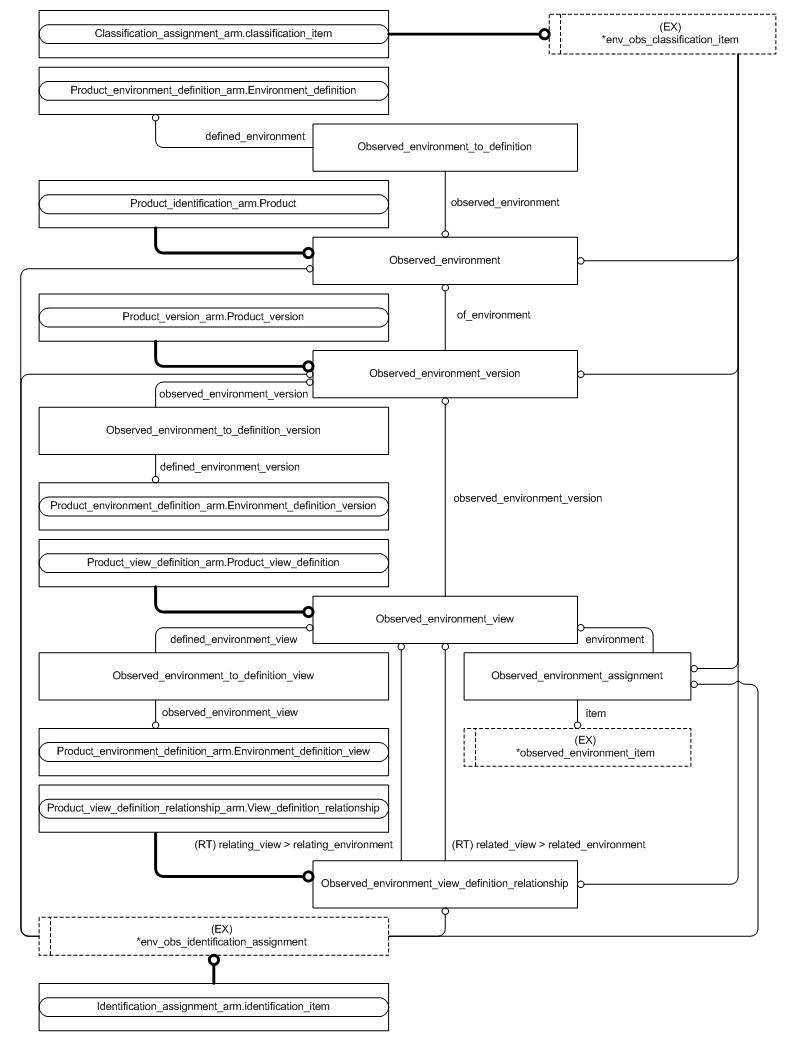 Classification_assignment_arm.classification_item
(EX)
*env_obs_classification_item
Product_environment_definition_arm.Environment_definition
defined_environment
Observed_environment_to_definition
Product_identification_arm.Product
observed_environment
Observed_environment
Product_version_arm.Product_version
of_environment
Observed_environment_version
observed_environment_version
Observed_environment_to_definition_version
defined_environment_version
Product_environment_definition_arm.Environment_definition_version
observed_environment_version
Product_view_definition_arm.Product_view_definition
Observed_environment_view
defined_environment_view
environment
Observed_environment_to_definition_view
Observed_environment_assignment
observed_environment_view
item
Product_environment_definition_arm.Environment_definition_view
(EX)
*observed_environment_item
Product_view_definition_relationship_arm.View_definition_relationship
(RT) relating_view > relating_environment
(RT) related_view > related_environment
Observed_environment_view_definition_relationship
(EX)
*env_obs_identification_assignment
Identification_assignment_arm.identification_item